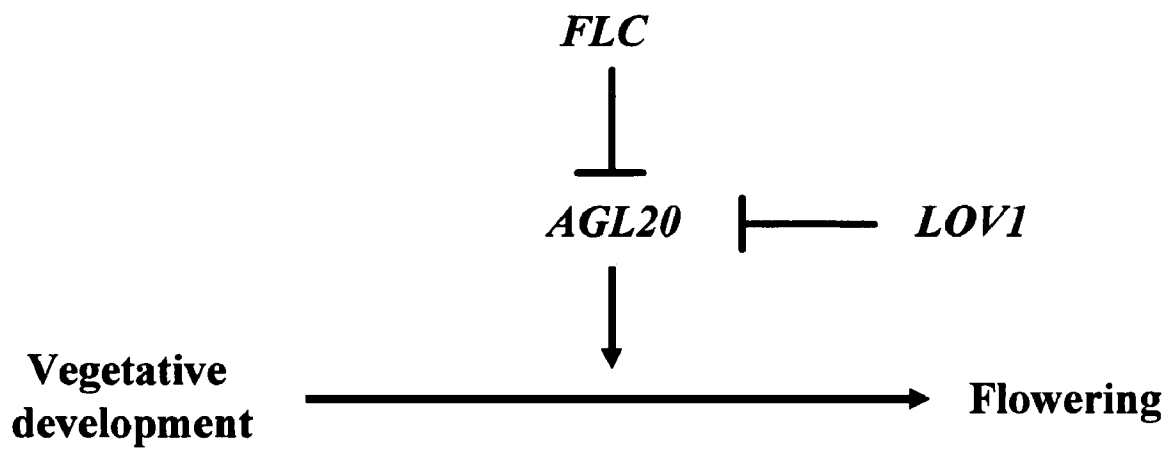 FLC
AGL20
LOV1
Vegetative
development
Flowering